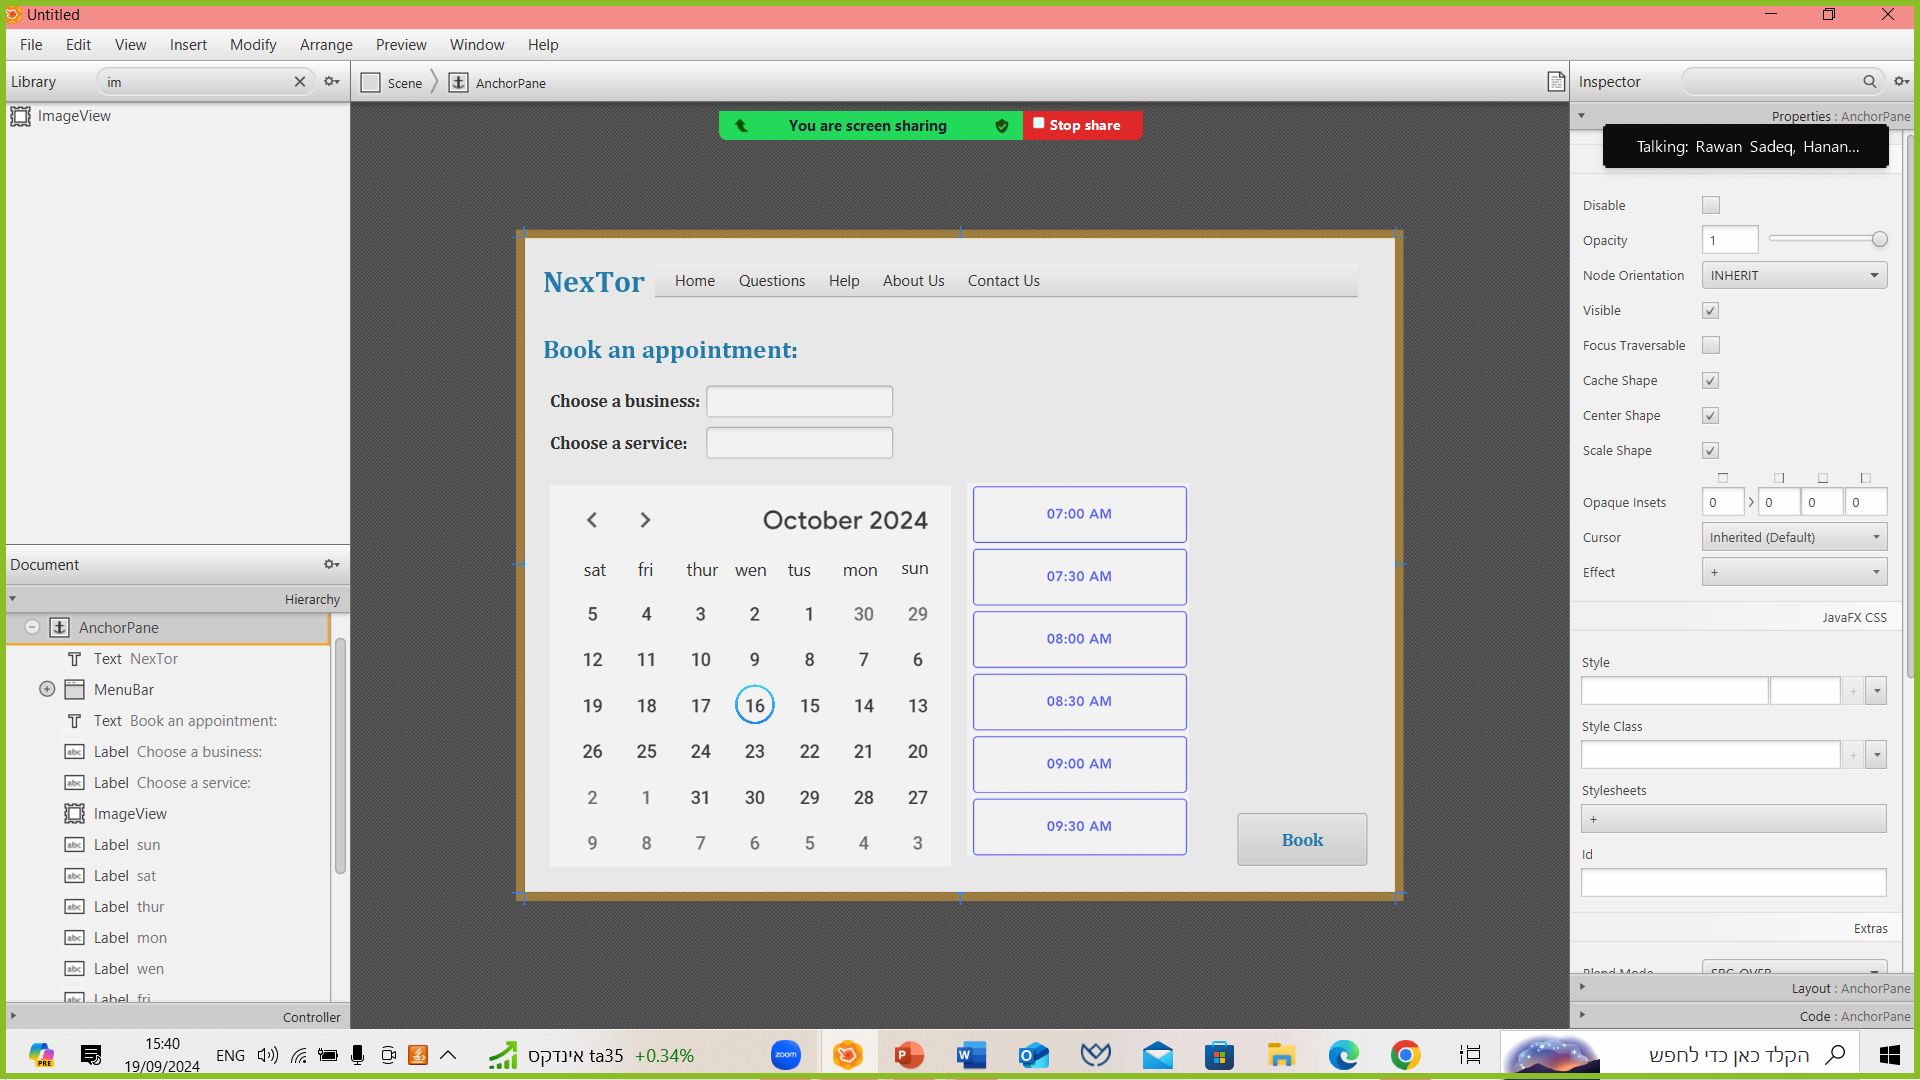 Untitled
File Edit View Insert Modify Arrange Preview Window Help
Library im
ImageView
Scene AnchorPane
You are screen sharing Stop share
Inspector
Properties : AnchorPane
Talking: Rawan Sadeq, Hanan...
Disable
Opacity 1
Node Orientation INHERIT
Visible
Focus Traversable
Cache Shape
Center Shape
Scale Shape
Opaque Insets 0 0 0 0
Cursor Inherited (Default)
Effect +
JavaFX CSS
Style
Style Class
Stylesheets
+
Id
Extras
Blend Mode SRC_OVER
Layout : AnchorPane
Code : AnchorPane
NexTor Home Questions Help About Us Contact Us
Book an appointment:
Choose a business:
Choose a service:
October 2024
sat fri thur wen tus mon sun
5 4 3 2 1 30 29
12 11 10 9 8 7 6
19 18 17 16 15 14 13
26 25 24 23 22 21 20
2 1 31 30 29 28 27
9 8 7 6 5 4 3
07:00 AM
07:30 AM
08:00 AM
08:30 AM
09:00 AM
09:30 AM
Book
Document
Hierarchy
AnchorPane
Text NexTor
MenuBar
Text Book an appointment:
Label Choose a business:
Label Choose a service:
ImageView
Label sun
Label sat
Label thur
Label mon
Label wen
Label fri
Controller
PRE
15:40
19/09/2024
ENG
אינדקס ta35 +0.34%
zoom
הקלד כאן כדי לחפש